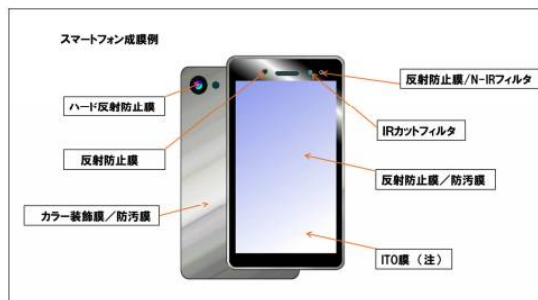 スマートフォン成膜例
反射防止膜/N-IRフィルタ
ハード反射防止膜
IRカットフィルタ
反射防止膜
反射防止膜／防汚膜
カラー装飾膜／防汚膜
ITO膜（注）